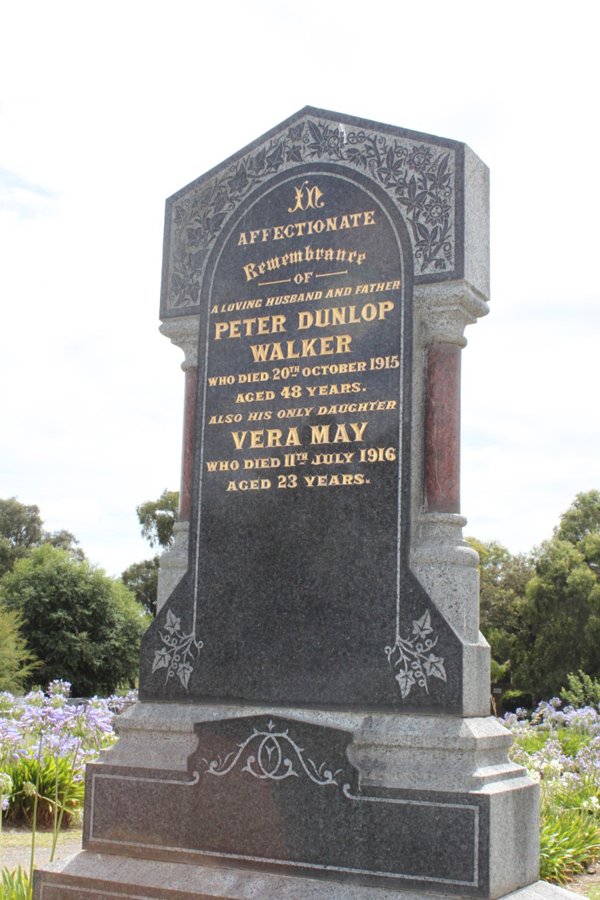 In
AFFECTIONATE
Remembrance
OF
A LOVING HUSBAND AND FATHER
PETER DUNLOP
WALKER
WHO DIED 20TH OCTOBER 1915
AGED 48 YEARS.
ALSO HIS ONLY DAUGHTER
VERA MAY
WHO DIED 11TH JULY 1916
AGED 23 YEARS.